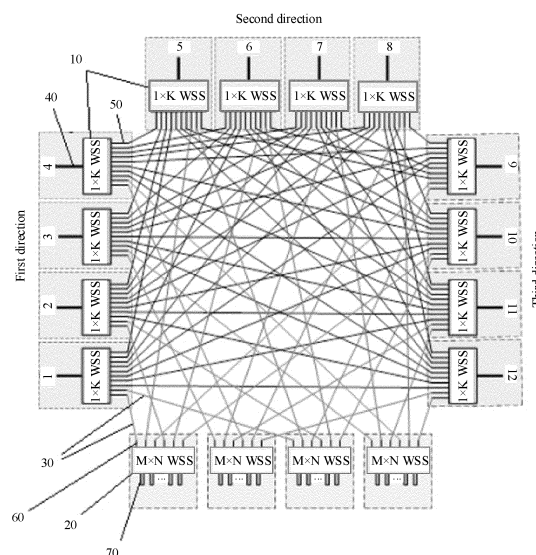 Second direction
5 6 7 8
10
1×K WSS 1×K WSS 1×K WSS 1×K WSS
40
50
4 1×K WSS
1×K WSS 9
3 1×K WSS
1×K WSS 10
First direction
Third direction
2 1×K WSS
1×K WSS 11
1 1×K WSS
1×K WSS 12
30
M×N WSS M×N WSS M×N WSS M×N WSS
... ... ... ...
60
20
70